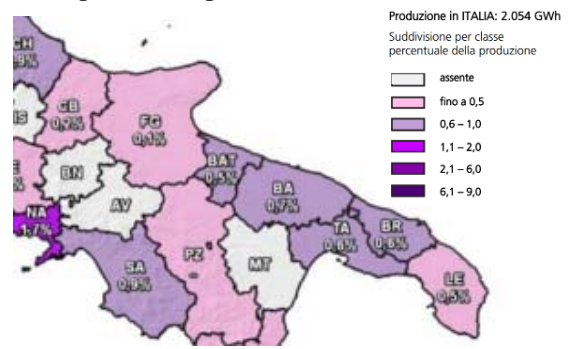 Produzione in ITALIA: 2.054 GWh
Suddivisione per classe
percentuale della produzione
assente
fino a 0,5
0,6 – 1,0
1,1 – 2,0
2,1 – 6,0
6,1 – 9,0
CH
,9%
IS
CB
0,7%
FG
0,1%
E
%
BN
BAT
0,5%
BA
0,7%
NA
1,7%
AV
TA
0,6%
BR
0,6%
SA
0,9%
PZ
MT
LE
0,5%